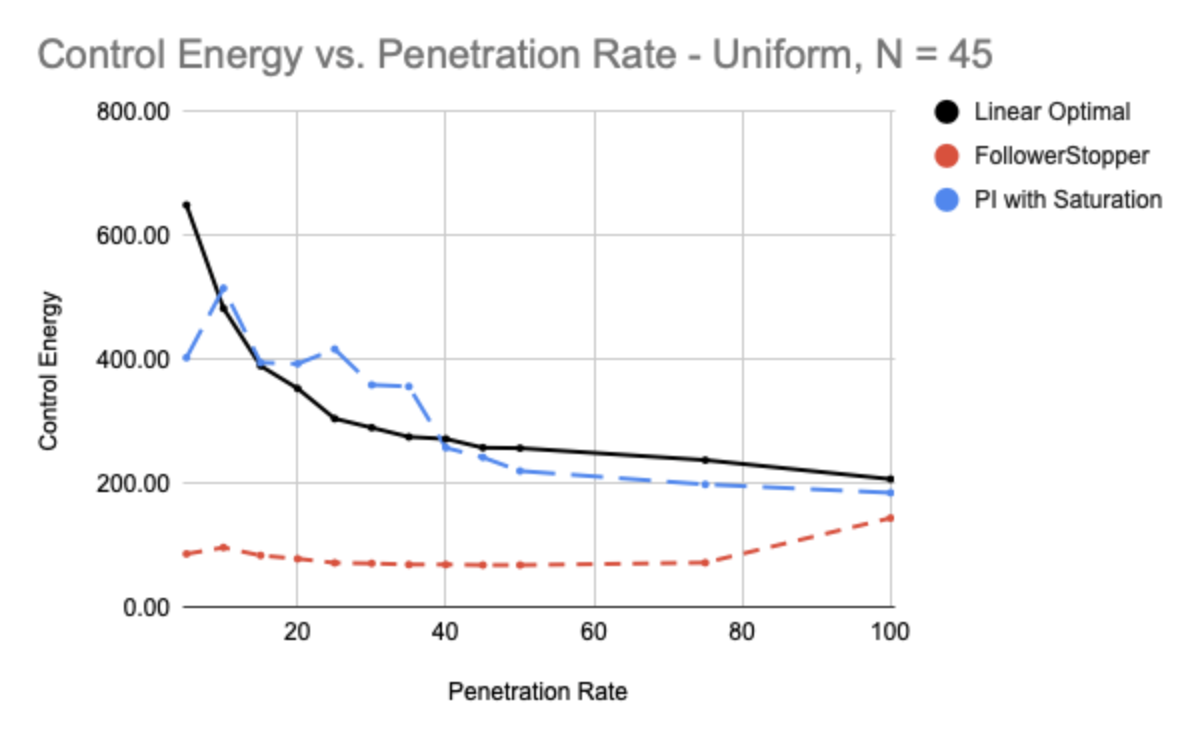 Control Energy vs. Penetration Rate - Uniform, N = 45
Linear Optimal
FollowerStopper
PI with Saturation
Control Energy
800.00
600.00
400.00
200.00
0.00
20 40 60 80 100
Penetration Rate